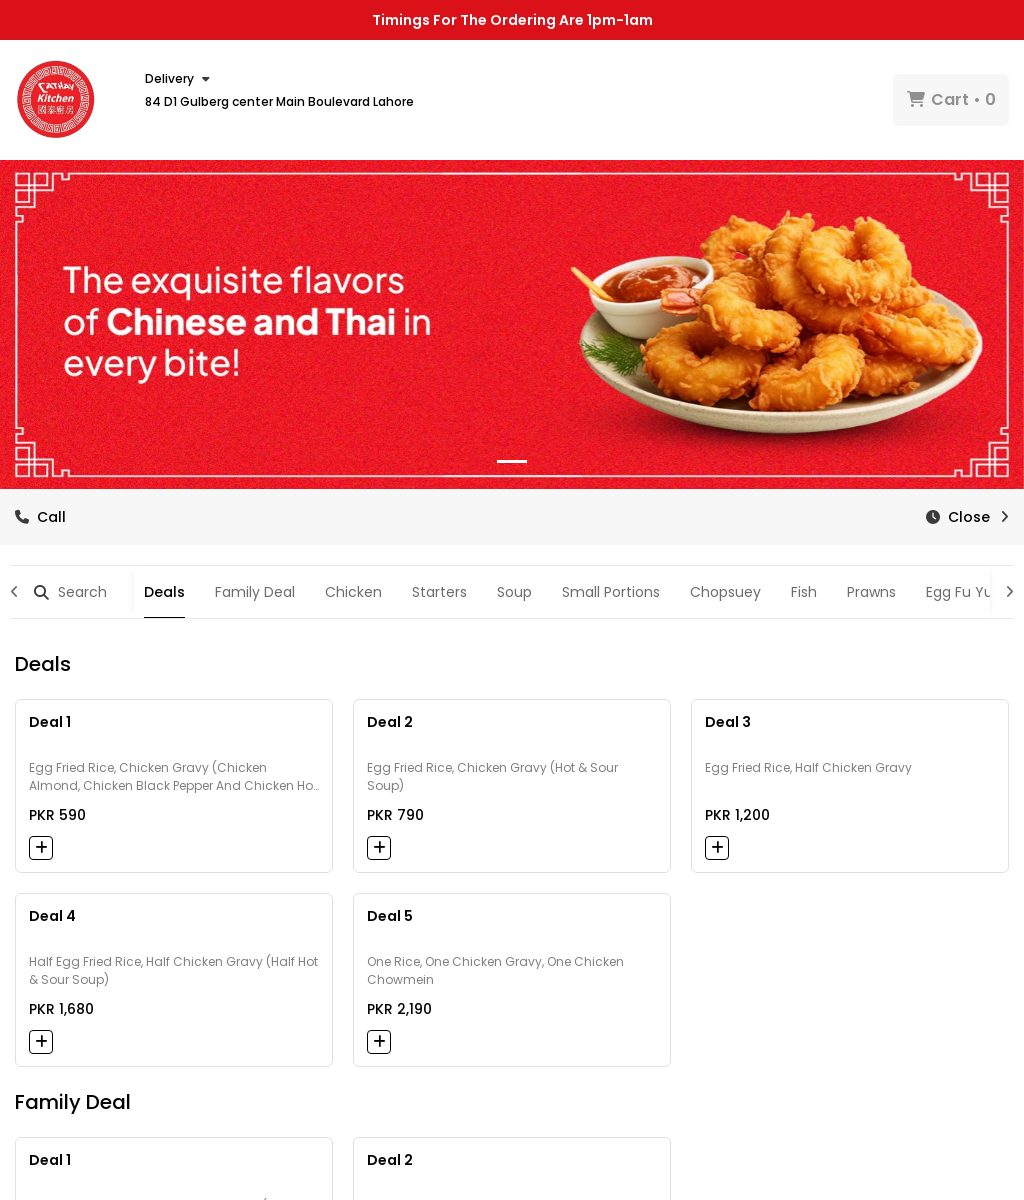 Timings For The Ordering Are 1pm-1am
CATHAY
Kitchen
國泰廚房
Delivery
84 D1 Gulberg center Main Boulevard Lahore
Cart • 0
The exquisite flavors
of Chinese and Thai in
every bite!
Call
Close
Search
Deals
Family Deal
Chicken
Starters
Soup
Small Portions
Chopsuey
Fish
Prawns
Egg Fu Yu
Deals
Deal 1
Egg Fried Rice, Chicken Gravy (Chicken
Almond, Chicken Black Pepper And Chicken Ho...
PKR 590
Deal 2
Egg Fried Rice, Chicken Gravy (Hot & Sour
Soup)
PKR 790
Deal 3
Egg Fried Rice, Half Chicken Gravy
PKR 1,200
Deal 4
Half Egg Fried Rice, Half Chicken Gravy (Half Hot
& Sour Soup)
PKR 1,680
Deal 5
One Rice, One Chicken Gravy, One Chicken
Chowmein
PKR 2,190
Family Deal
Deal 1
Deal 2